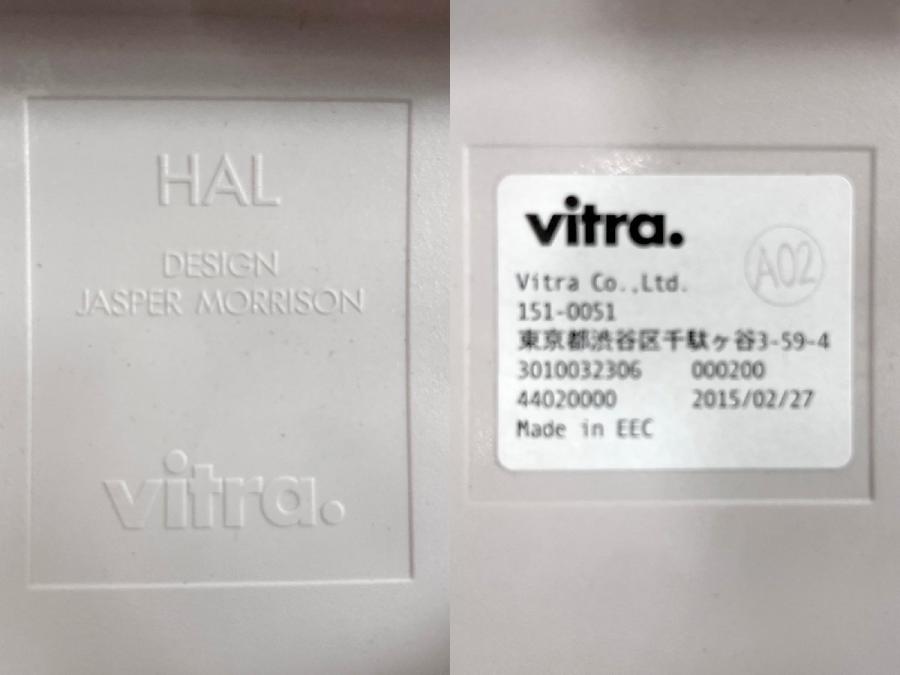 HAL
DESIGN
JASPER MORRISON
vitra.
vitra.
A02
Vitra Co.,Ltd.
151-0051
東京都渋谷区千駄ヶ谷3-59-4
3010032306 000200
44020000 2015/02/27
Made in EEC